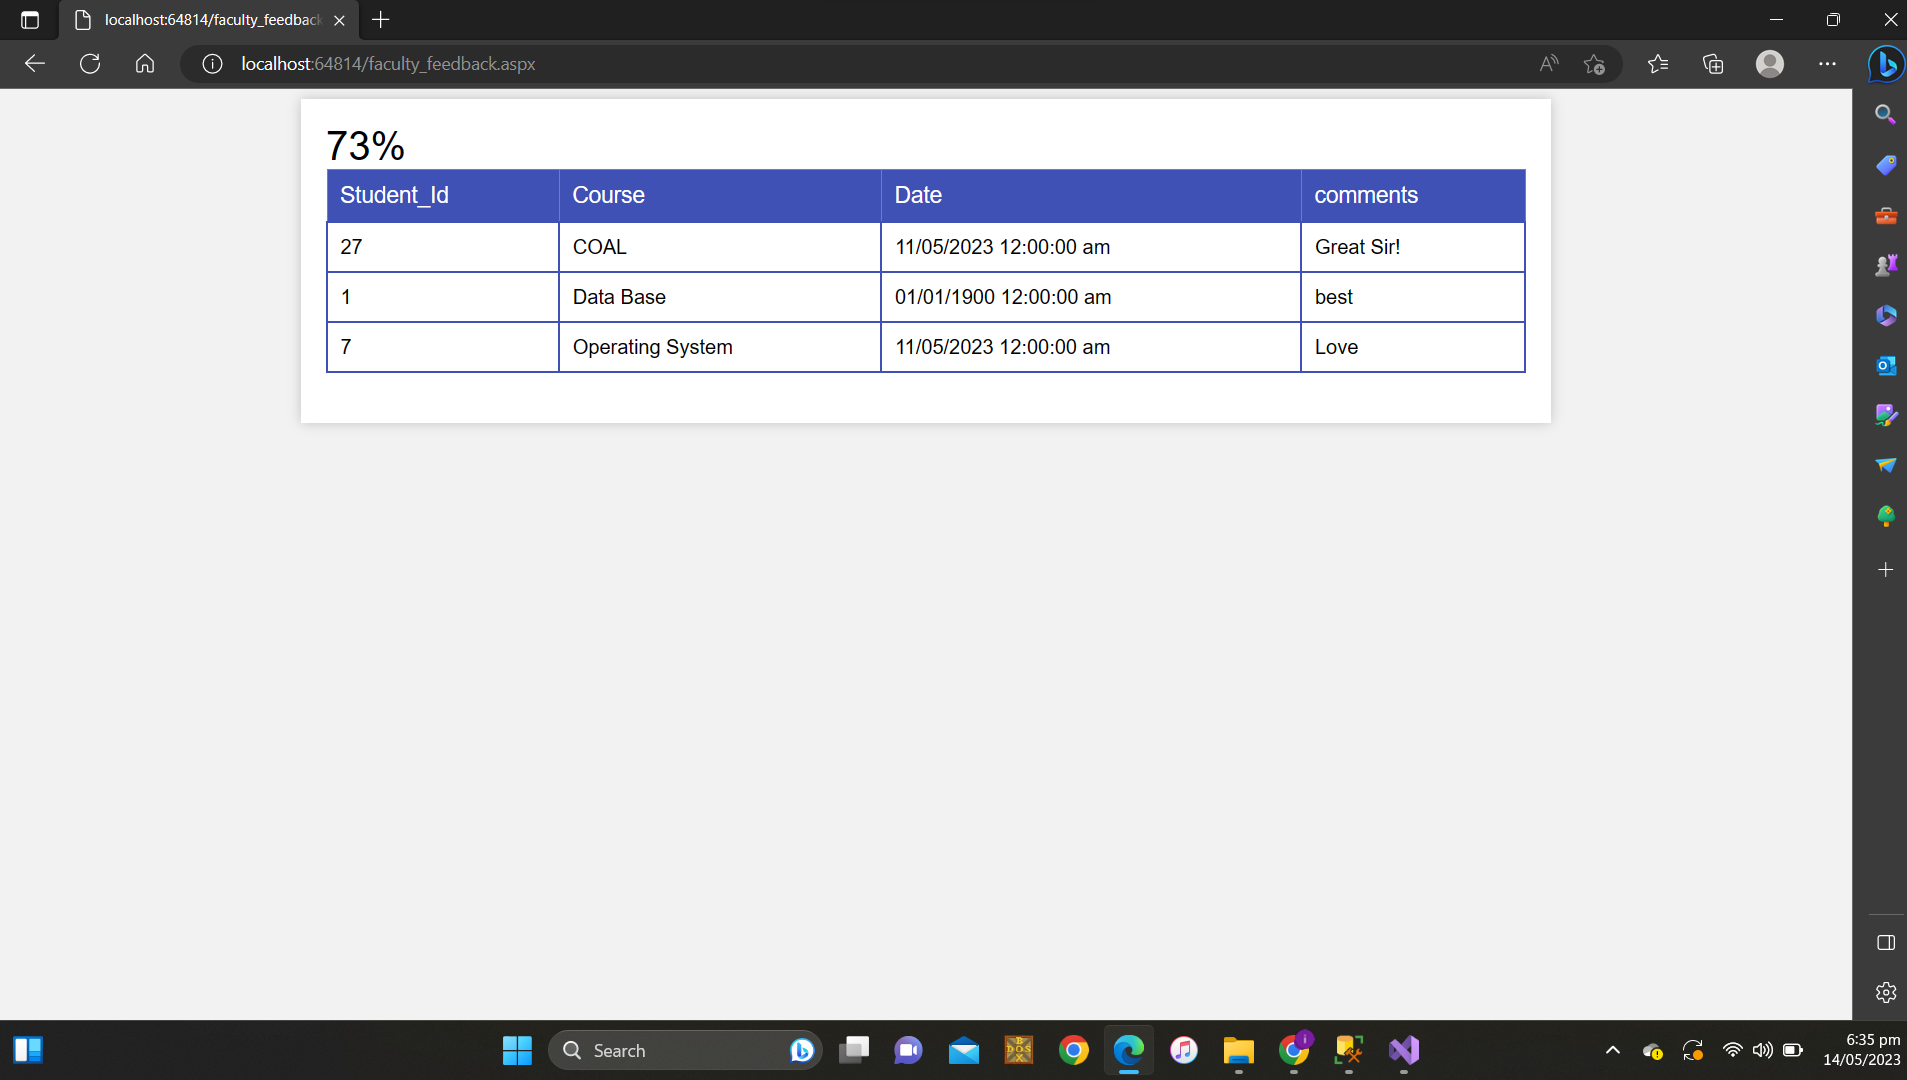 localhost:64814/faculty_feedback
localhost:64814/faculty_feedback.aspx
73%
Student_Id Course Date comments
27 COAL 11/05/2023 12:00:00 am Great Sir!
1 Data Base 01/01/1900 12:00:00 am best
7 Operating System 11/05/2023 12:00:00 am Love
Search
6:35 pm
14/05/2023